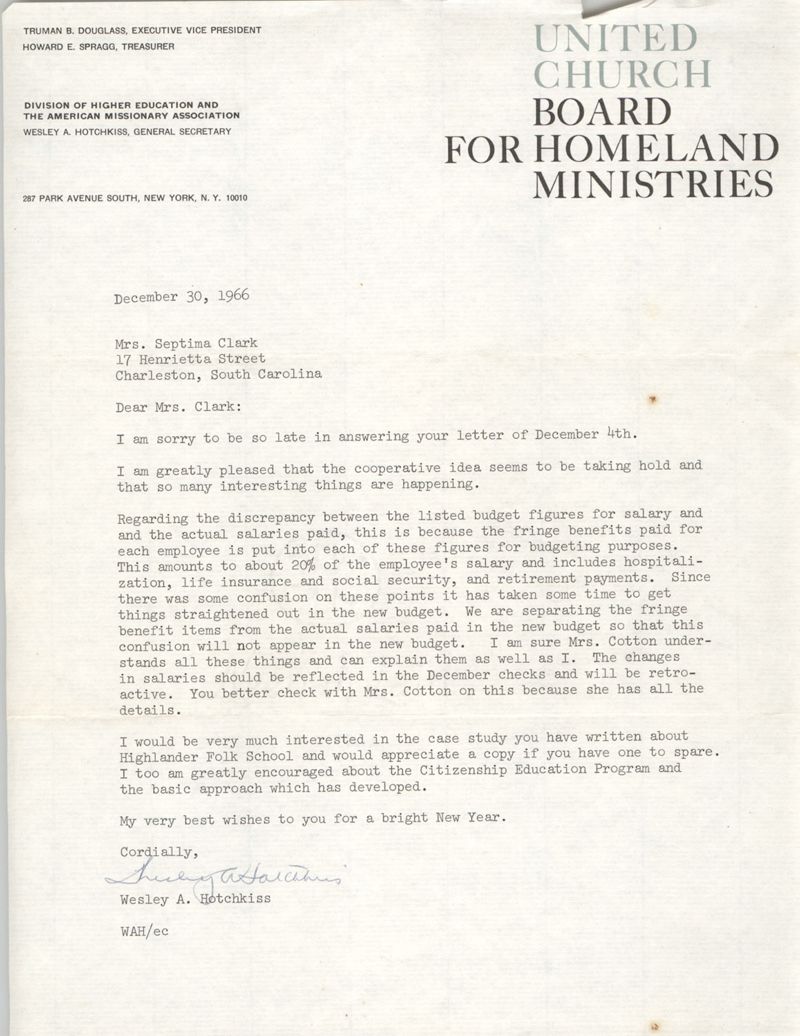 TRUMAN B. DOUGLASS, EXECUTIVE VICE PRESIDENT
HOWARD E. SPRAGG, TREASURER
DIVISION OF HIGHER EDUCATION AND
THE AMERICAN MISSIONARY ASSOCIATION
WESLEY A. HOTCHKISS, GENERAL SECRETARY
287 PARK AVENUE SOUTH, NEW YORK, N. Y. 10010
UNITED
CHURCH
BOARD
FOR HOMELAND
MINISTRIES
December 30, 1966
Mrs. Septima Clark
17 Henrietta Street
Charleston, South Carolina
Dear Mrs. Clark:
I am sorry to be so late in answering your letter of December 4th.
I am greatly pleased that the cooperative idea seems to be taking hold and
that so many interesting things are happening.
Regarding the discrepancy between the listed budget figures for salary and
and the actual salaries paid, this is because the fringe benefits paid for
each employee is put into each of these figures for budgeting purposes.
This amounts to about 20% of the employee's salary and includes hospitali-
zation, life insurance and social security, and retirement payments. Since
there was some confusion on these points it has taken some time to get
things straightened out in the new budget. We are separating the fringe
benefit items from the actual salaries paid in the new budget so that this
confusion will not appear in the new budget. I am sure Mrs. Cotton under-
stands all these things and can explain them as well as I. The changes
in salaries should be reflected in the December checks and will be retro-
active. You better check with Mrs. Cotton on this because she has all the
details.
I would be very much interested in the case study you have written about
Highlander Folk School and would appreciate a copy if you have one to spare.
I too am greatly encouraged about the Citizenship Education Program and
the basic approach which has developed.
My very best wishes to you for a bright New Year.
Cordially,
Wesley A Hotchkiss
Wesley A. Hotchkiss
WAH/ec